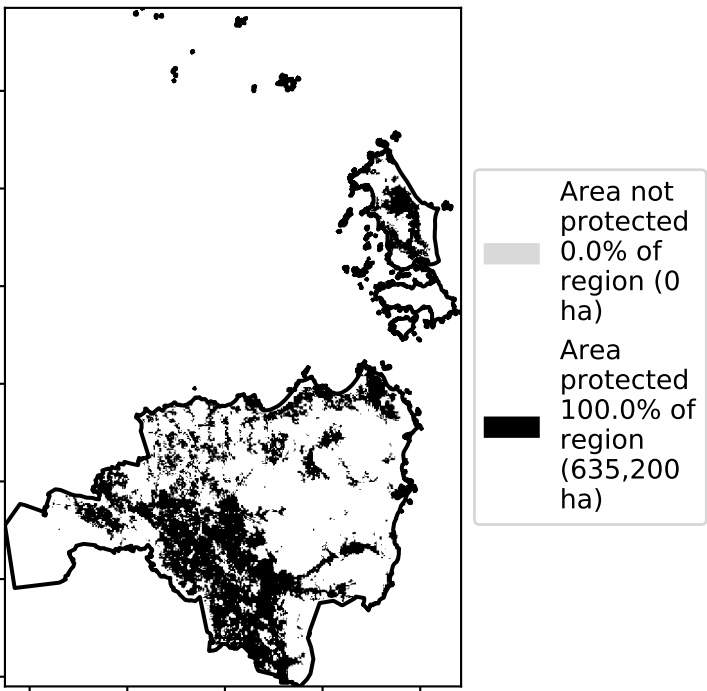 Area not
protected
0.0% of
region (0
ha)
Area
protected
100.0% of
region
(635,200
ha)